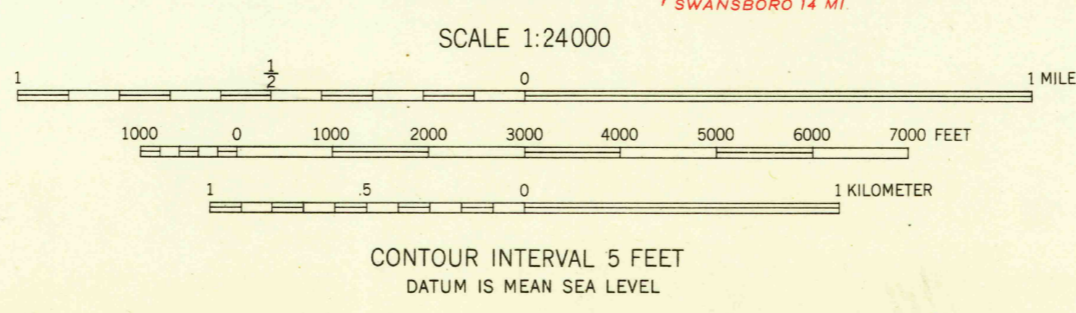 SWANSBORO 14 MI.
SCALE 1:24000
1 1/2 0 1 MILE
1000 0 1000 2000 3000 4000 5000 6000 7000 FEET
1 .5 0 1 KILOMETER
CONTOUR INTERVAL 5 FEET
DATUM IS MEAN SEA LEVEL